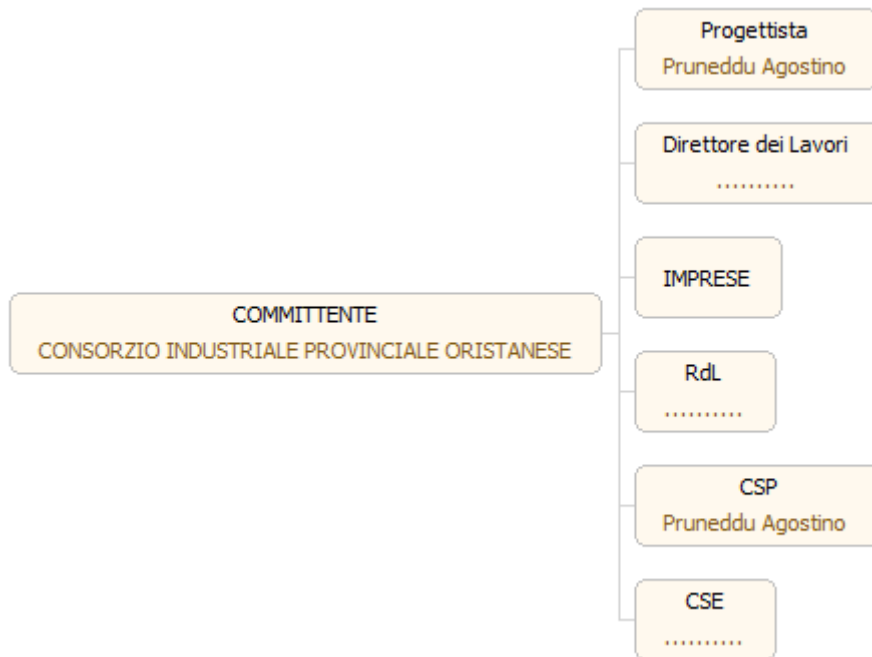 Progettista
Pruneddu Agostino
Direttore dei Lavori
..........
IMPRESE
COMMITTENTE
CONSORZIO INDUSTRIALE PROVINCIALE ORISTANESE
RdL
..........
CSP
Pruneddu Agostino
CSE
..........